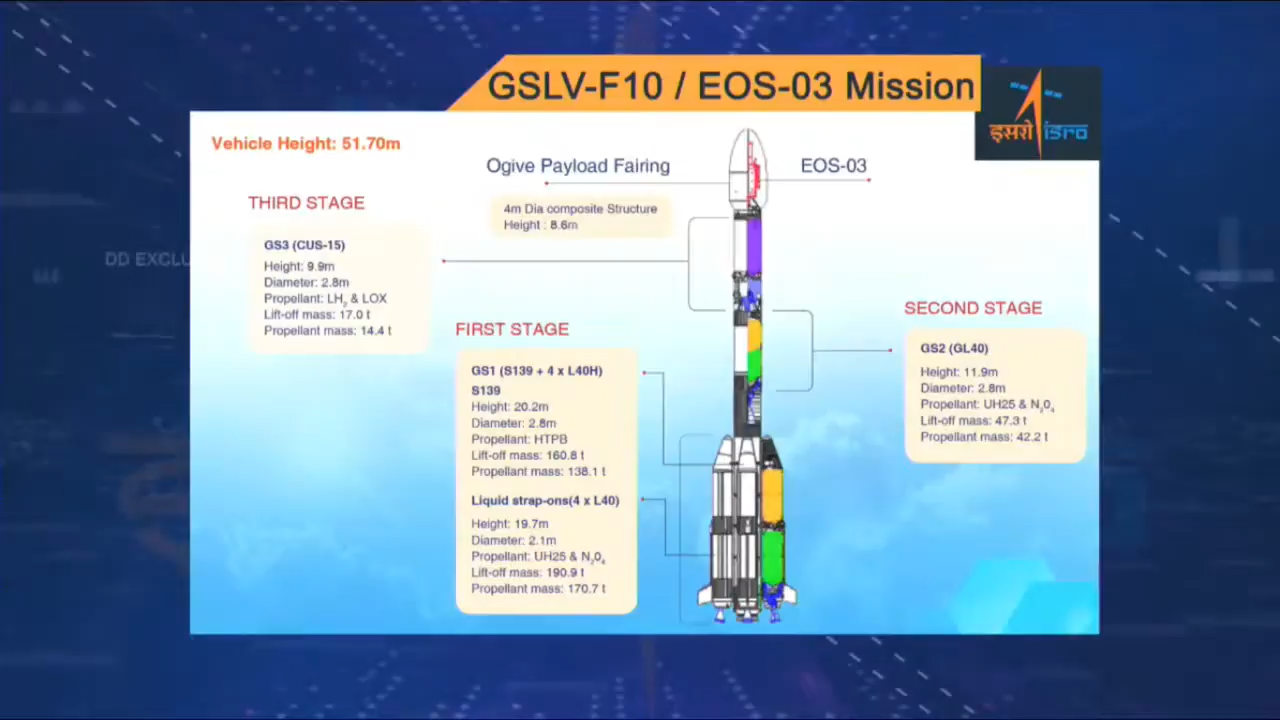 GSLV-F10 / EOS-03 Mission
इसरो isro
Vehicle Height: 51.70m
Ogive Payload Fairing
EOS-03
4m Dia composite Structure
Height : 8.6m
THIRD STAGE
GS3 (CUS-15)
Height: 9.9m
Diameter: 2.8m
Propellant: LH₂ & LOX
Lift-off mass: 17.0 t
Propellant mass: 14.4 t
DD EXCLU
SECOND STAGE
GS2 (GL40)
Height: 11.9m
Diameter: 2.8m
Propellant: UH25 & N₂O₄
Lift-off mass: 47.3 t
Propellant mass: 42.2 t
FIRST STAGE
GS1 (S139 + 4 x L40H)
S139
Height: 20.2m
Diameter: 2.8m
Propellant: HTPB
Lift-off mass: 160.8 t
Propellant mass: 138.1 t
Liquid strap-ons(4 x L40)
Height: 19.7m
Diameter: 2.1m
Propellant: UH25 & N₂O₄
Lift-off mass: 190.9 t
Propellant mass: 170.7 t